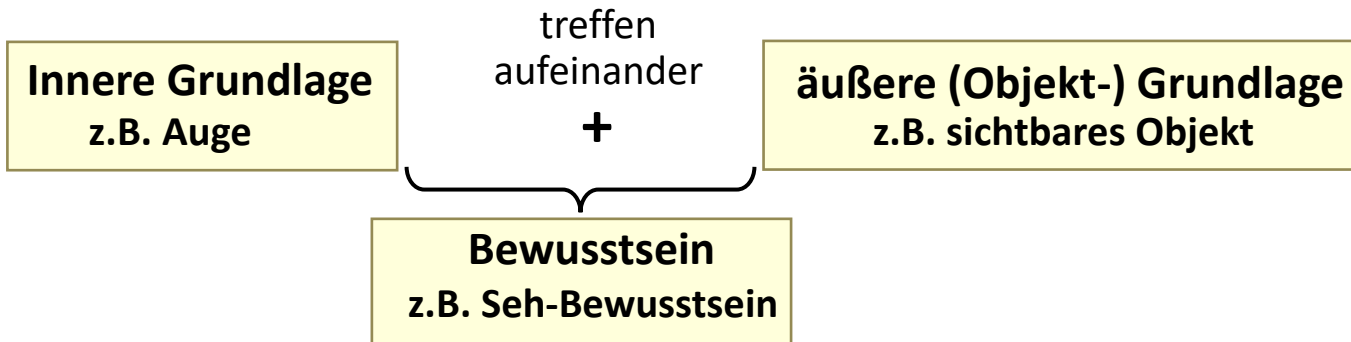 treffen
aufeinander
+
Innere Grundlage
z.B. Auge
äußere (Objekt-) Grundlage
z.B. sichtbares Objekt
Bewusstsein
z.B. Seh-Bewusstsein